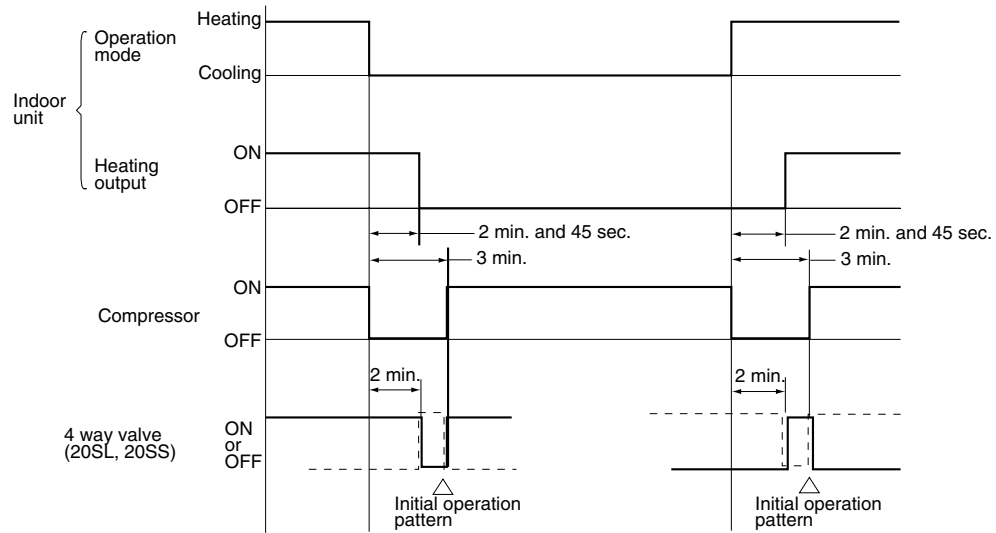 Heating
Operation
mode
Cooling
Indoor
unit
ON
Heating
output
OFF
2 min. and 45 sec.
2 min. and 45 sec.
3 min.
3 min.
ON
Compressor
OFF
2 min.
2 min.
4 way valve
(20SL, 20SS)
ON
or
OFF
Initial operation
pattern
Initial operation
pattern